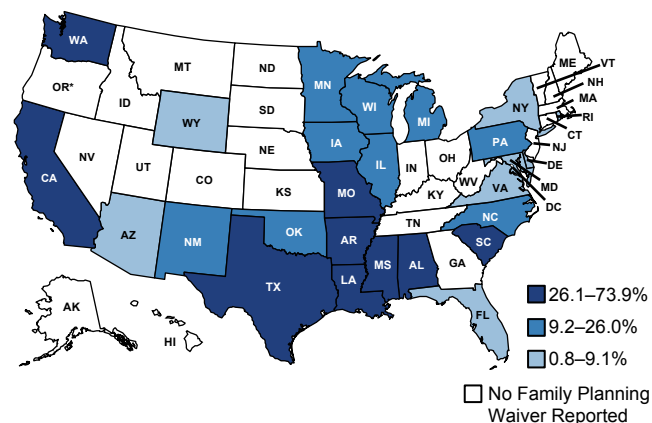 WA
MT
ND
MN
ME
VT
NH
MA
RI
CT
NJ
DE
MD
DC
OR*
ID
SD
WI
MI
NY
WY
IA
PA
NE
NV
UT
CO
IL
IN
OH
WV
VA
CA
KS
MO
KY
NC
TN
AZ
NM
OK
AR
SC
MS
AL
GA
TX
LA
FL
AK
HI
26.1–73.9%
9.2–26.0%
0.8–9.1%
No Family Planning
Waiver Reported